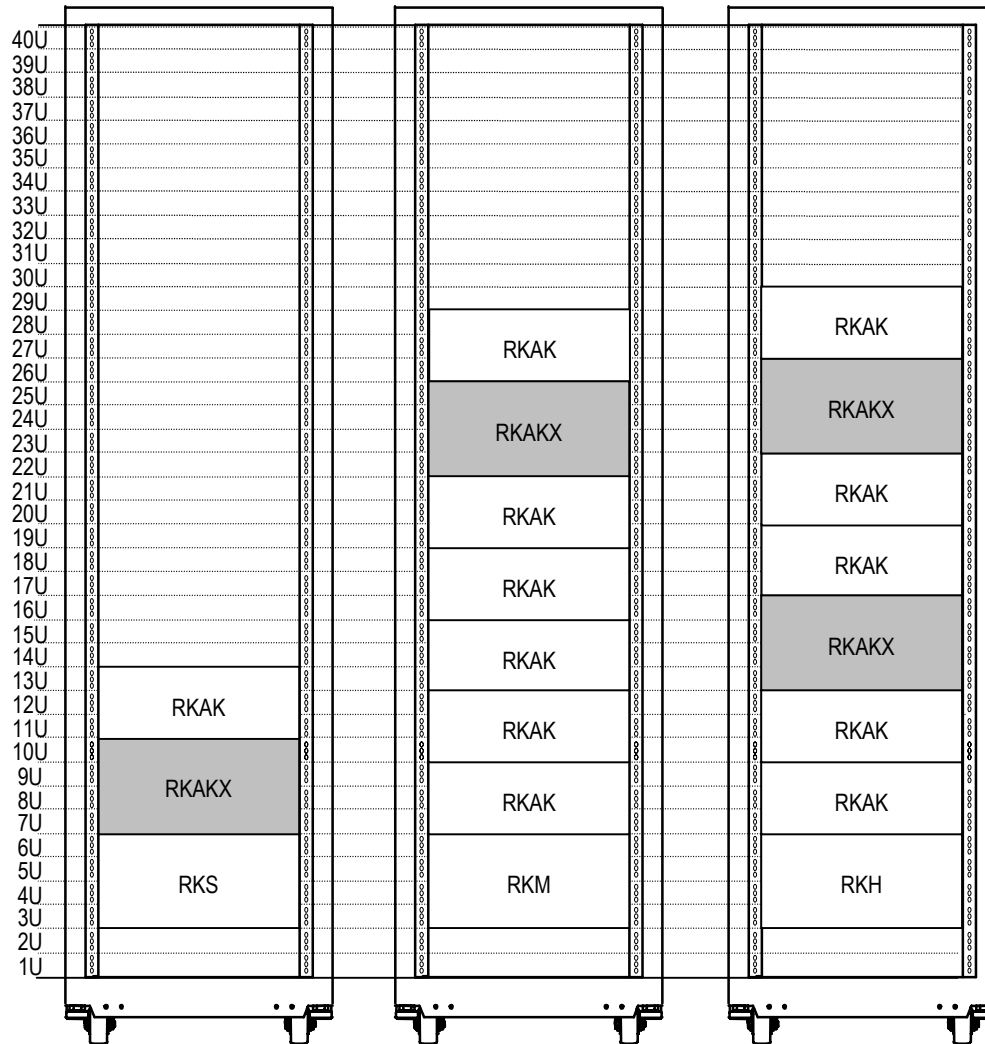 40U
39U
38U
37U
36U
35U
34U
33U
32U
31U
30U
29U
28U
27U
26U
25U
24U
23U
22U
21U
20U
19U
18U
17U
16U
15U
14U
13U
12U
11U
10U
9U
8U
7U
6U
5U
4U
3U
2U
1U
RKAK
RKAKX
RKS
RKAK
RKAKX
RKAK
RKAK
RKAK
RKAK
RKAK
RKM
RKAK
RKAKX
RKAK
RKAK
RKAKX
RKAK
RKAK
RKH